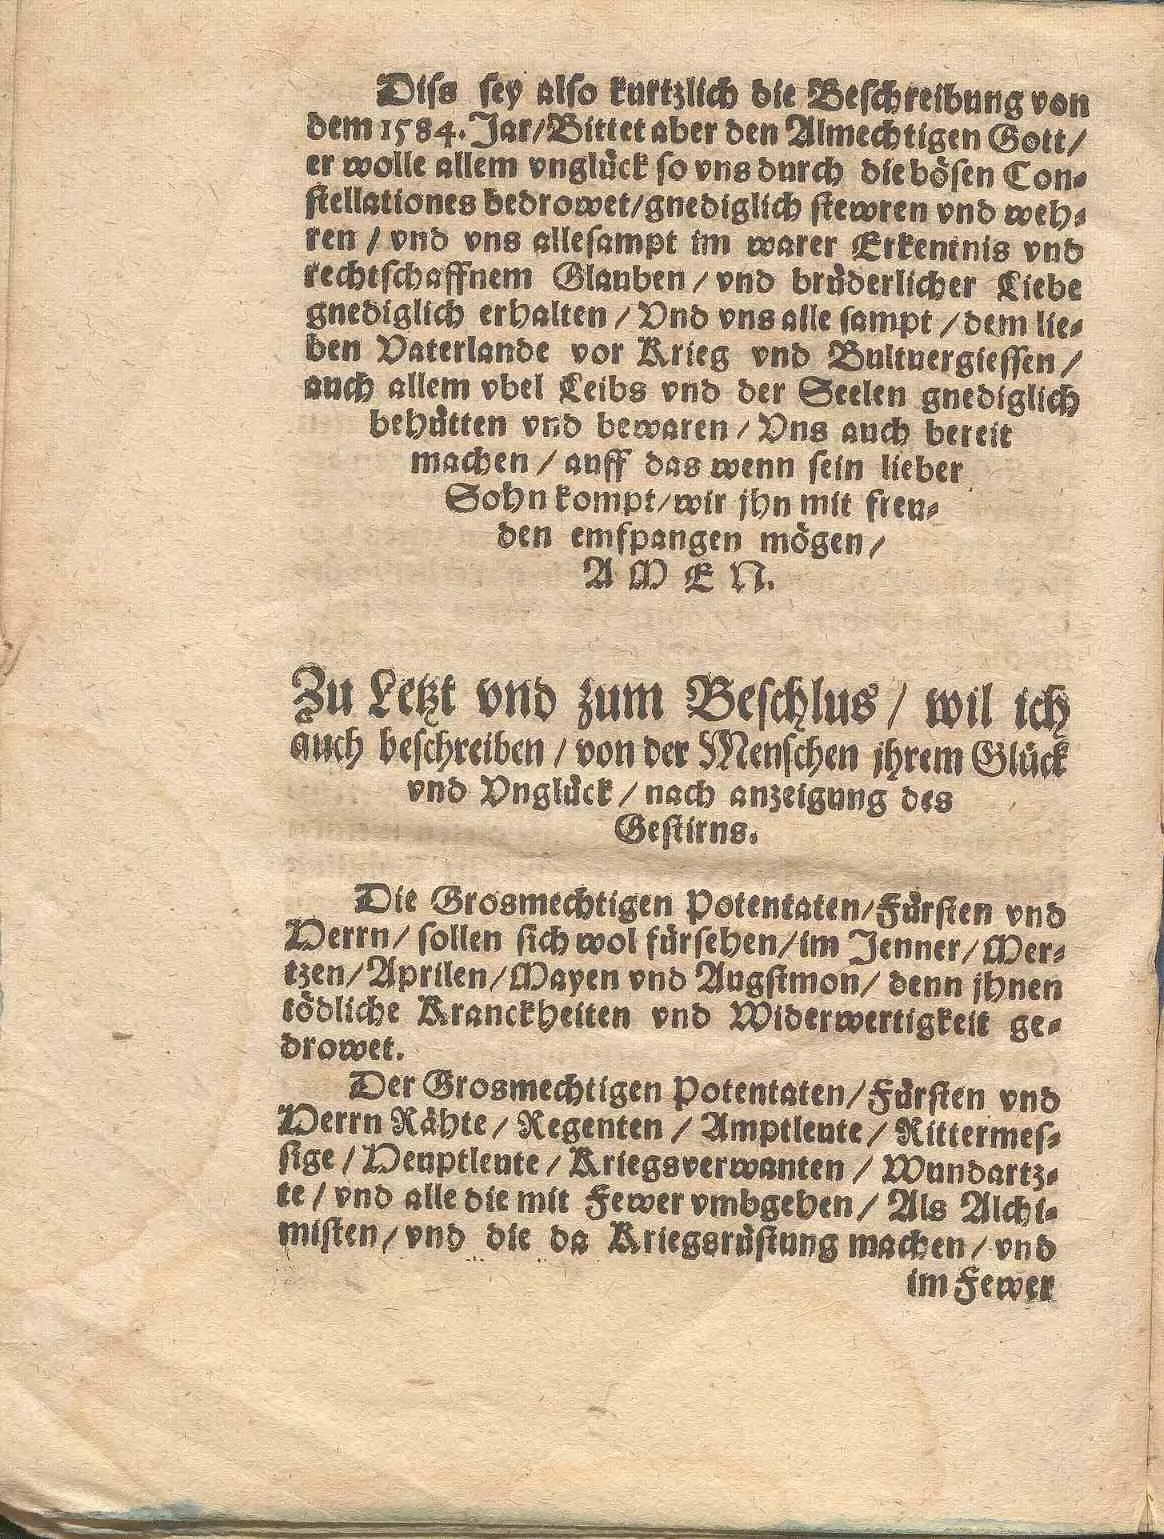 Diss sey also kurtzlich die Beschreibung von
dem 1584. Jar/Bittet aber den Almechtigen Gott/
er wolle allem vnglück so vns durch die bösen Con-
stellationes bedrowet/gnediglich stewren vnd weh-
ren / vnd vns allesampt im warer Erkentnis vnd
rechtschaffnem Glauben / vnd brüderlicher Liebe
gnediglich erhalten / Vnd vns alle sampt / dem lie-
ben Vaterlande vor Krieg vnd Bultuergiessen /
auch allem vbel Leibs vnd der Seelen gnediglich
behütten vnd bewaren / Vns auch bereit
machen / auff das wenn sein lieber
Sohn kompt/wir jhn mit freu-
den emfpangen mögen /
A M E N.
Zu Letzt vnd zum Beschlus / wil ich
auch beschreiben / von der Menschen jhrem Glück
vnd Vnglück / nach anzeigung des
Gestirns.
Die Grosmechtigen Potentaten/Fürsten vnd
Herrn/ sollen sich wol fürsehen/im Jenner/Mer-
tzen/Aprilen/Mayen vnd Augstmon/ denn jhnen
tödliche Kranckheiten vnd Widerwertigkeit ge-
drowet.
Der Grosmechtigen Potentaten/Fürsten vnd
Herrn Rähte / Regenten / Amptleute / Rittermes-
sige / Heuptleute / Kriegsverwanten / Wundartz-
te / vnd alle die mit Fewer vmbgehen / Als Alchi-
misten/vnd die da Kriegsrüstung machen/ vnd
im Fewer